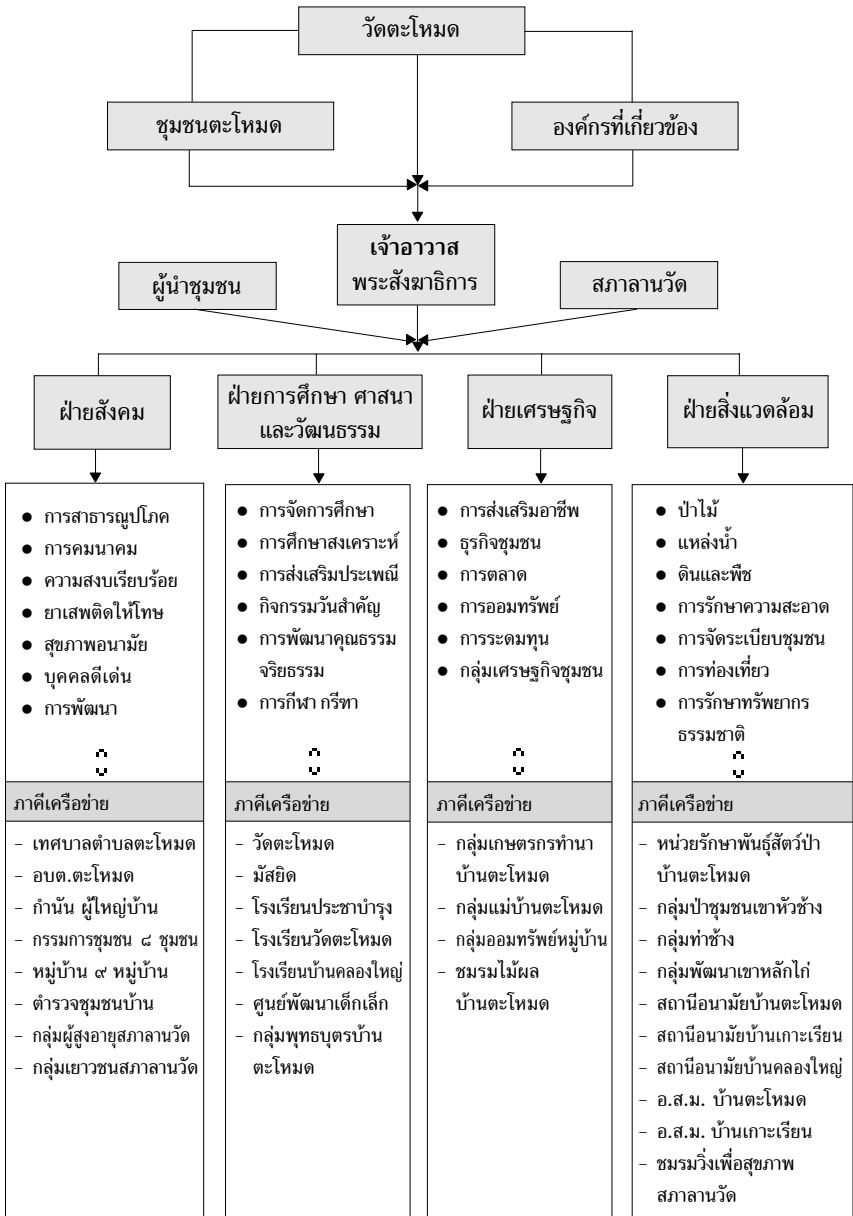 วัดตะโหมด
ชุมชนตะโหมด
องค์กรที่เกี่ยวข้อง
เจ้าอาวาส
พระสังฆาธิการ
ผู้นำชุมชน
สภาลานวัด
ฝ่ายสังคม
ฝ่ายการศึกษา ศาสนา
และวัฒนธรรม
ฝ่ายเศรษฐกิจ
ฝ่ายสิ่งแวดล้อม
● การสาธารณูปโภค
● การคมนาคม
● ความสงบเรียบร้อย
● ยาเสพติดให้โทษ
● สุขภาพอนามัย
● บุคคลดีเด่น
● การพัฒนา
ภาคีเครือข่าย
- เทศบาลตำบลตะโหมด
- อบต.ตะโหมด
- กำนัน ผู้ใหญ่บ้าน
- กรรมการชุมชน ๘ ชุมชน
- หมู่บ้าน ๙ หมู่บ้าน
- ตำรวจชุมชนบ้าน
- กลุ่มผู้สูงอายุสภาลานวัด
- กลุ่มเยาวชนสภาลานวัด
● การจัดการศึกษา
● การศึกษาสงเคราะห์
● การส่งเสริมประเพณี
● กิจกรรมวันสำคัญ
● การพัฒนาคุณธรรม
จริยธรรม
● การกีฬา กรีฑา
ภาคีเครือข่าย
- วัดตะโหมด
- มัสยิด
- โรงเรียนประชาบำรุง
- โรงเรียนวัดตะโหมด
- โรงเรียนบ้านคลองใหญ่
- ศูนย์พัฒนาเด็กเล็ก
- กลุ่มพุทธบุตรบ้าน
ตะโหมด
● การส่งเสริมอาชีพ
● ธุรกิจชุมชน
● การตลาด
● การออมทรัพย์
● การระดมทุน
● กลุ่มเศรษฐกิจชุมชน
ภาคีเครือข่าย
- กลุ่มเกษตรกรทำนา
บ้านตะโหมด
- กลุ่มแม่บ้านตะโหมด
- กลุ่มออมทรัพย์หมู่บ้าน
- ชมรมไม้ผล
บ้านตะโหมด
● ป่าไม้
● แหล่งน้ำ
● ดินและพืช
● การรักษาความสะอาด
● การจัดระเบียบชุมชน
● การท่องเที่ยว
● การรักษาทรัพยากร
ธรรมชาติ
ภาคีเครือข่าย
- หน่วยรักษาพันธุ์สัตว์ป่า
บ้านตะโหมด
- กลุ่มป่าชุมชนเขาหัวช้าง
- กลุ่มท่าช้าง
- กลุ่มพัฒนาเขาหลักไก่
- สถานีอนามัยบ้านตะโหมด
- สถานีอนามัยบ้านเกาะเรียน
- สถานีอนามัยบ้านคลองใหญ่
- อ.ส.ม. บ้านตะโหมด
- อ.ส.ม. บ้านเกาะเรียน
- ชมรมวิ่งเพื่อสุขภาพ
สภาลานวัด